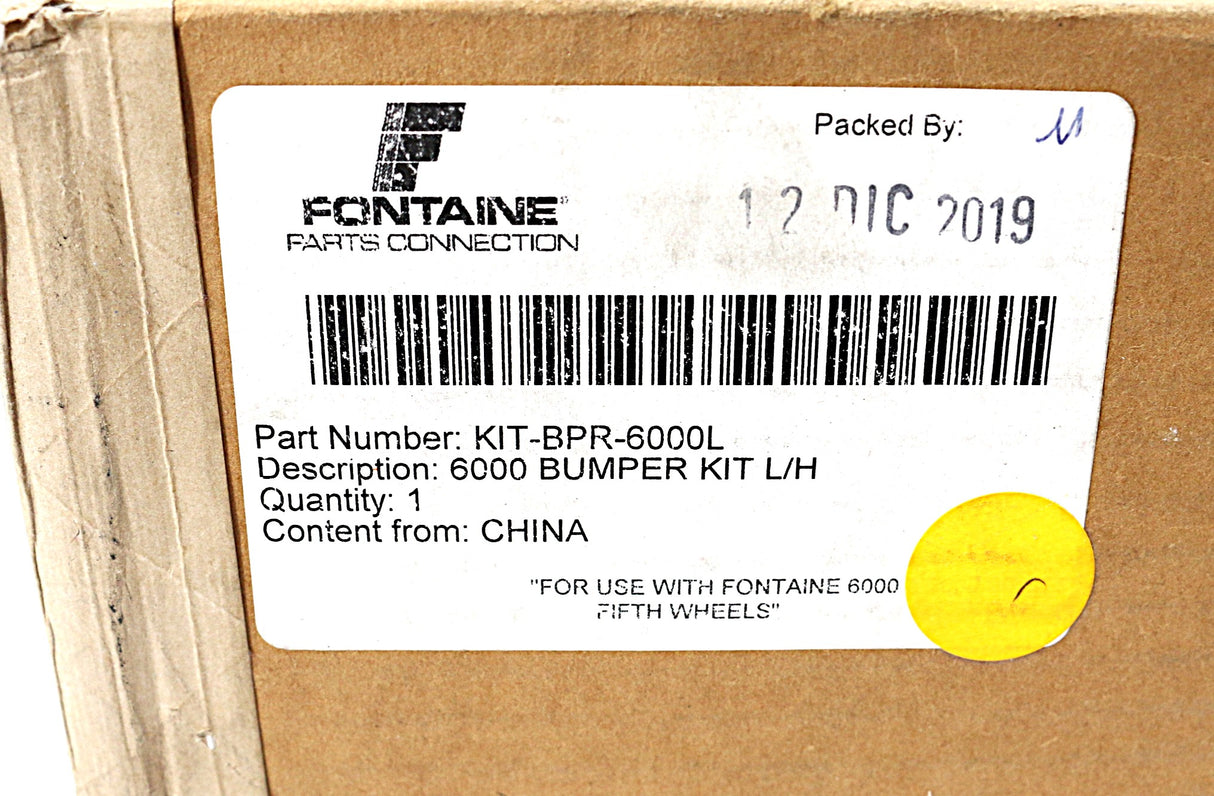 FONTAINE®
PARTS CONNECTION
Packed By:
12 DIC 2019
Part Number: KIT-BPR-6000L
Description: 6000 BUMPER KIT L/H
Quantity: 1
Content from: CHINA
"FOR USE WITH FONTAINE 6000
FIFTH WHEELS"